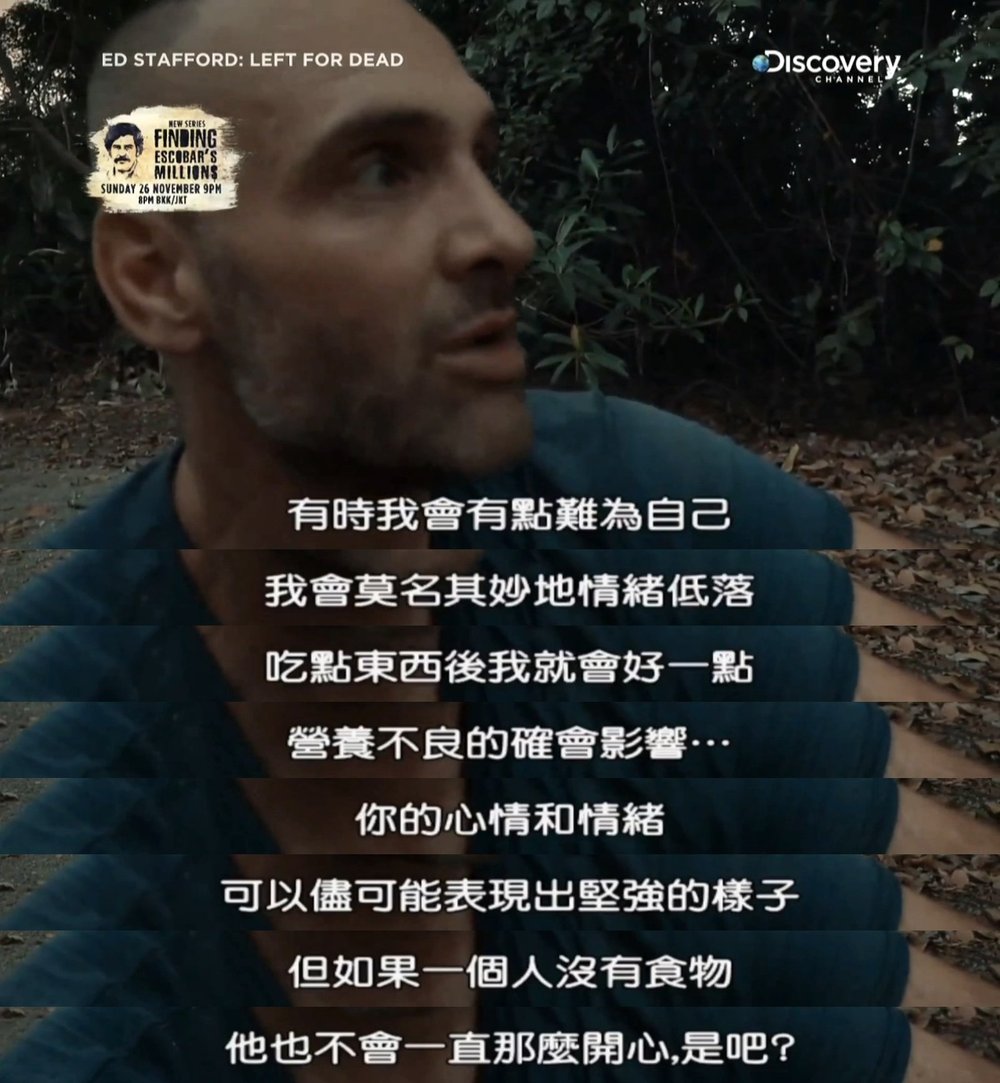 ED STAFFORD: LEFT FOR DEAD
Discovery
CHANNEL
NEW SERIES
FINDING
ESCOBAR'S
MILLIONS
SUNDAY 26 NOVEMBER 9PM
8PM BKK/JKT
有時我會有點難為自己
我會莫名其妙地情緒低落
吃點東西後我就會好一點
營養不良的確會影響…
你的心情和情緒
可以儘可能表現出堅強的樣子
但如果一個人沒有食物
他也不會一直那麼開心,是吧?